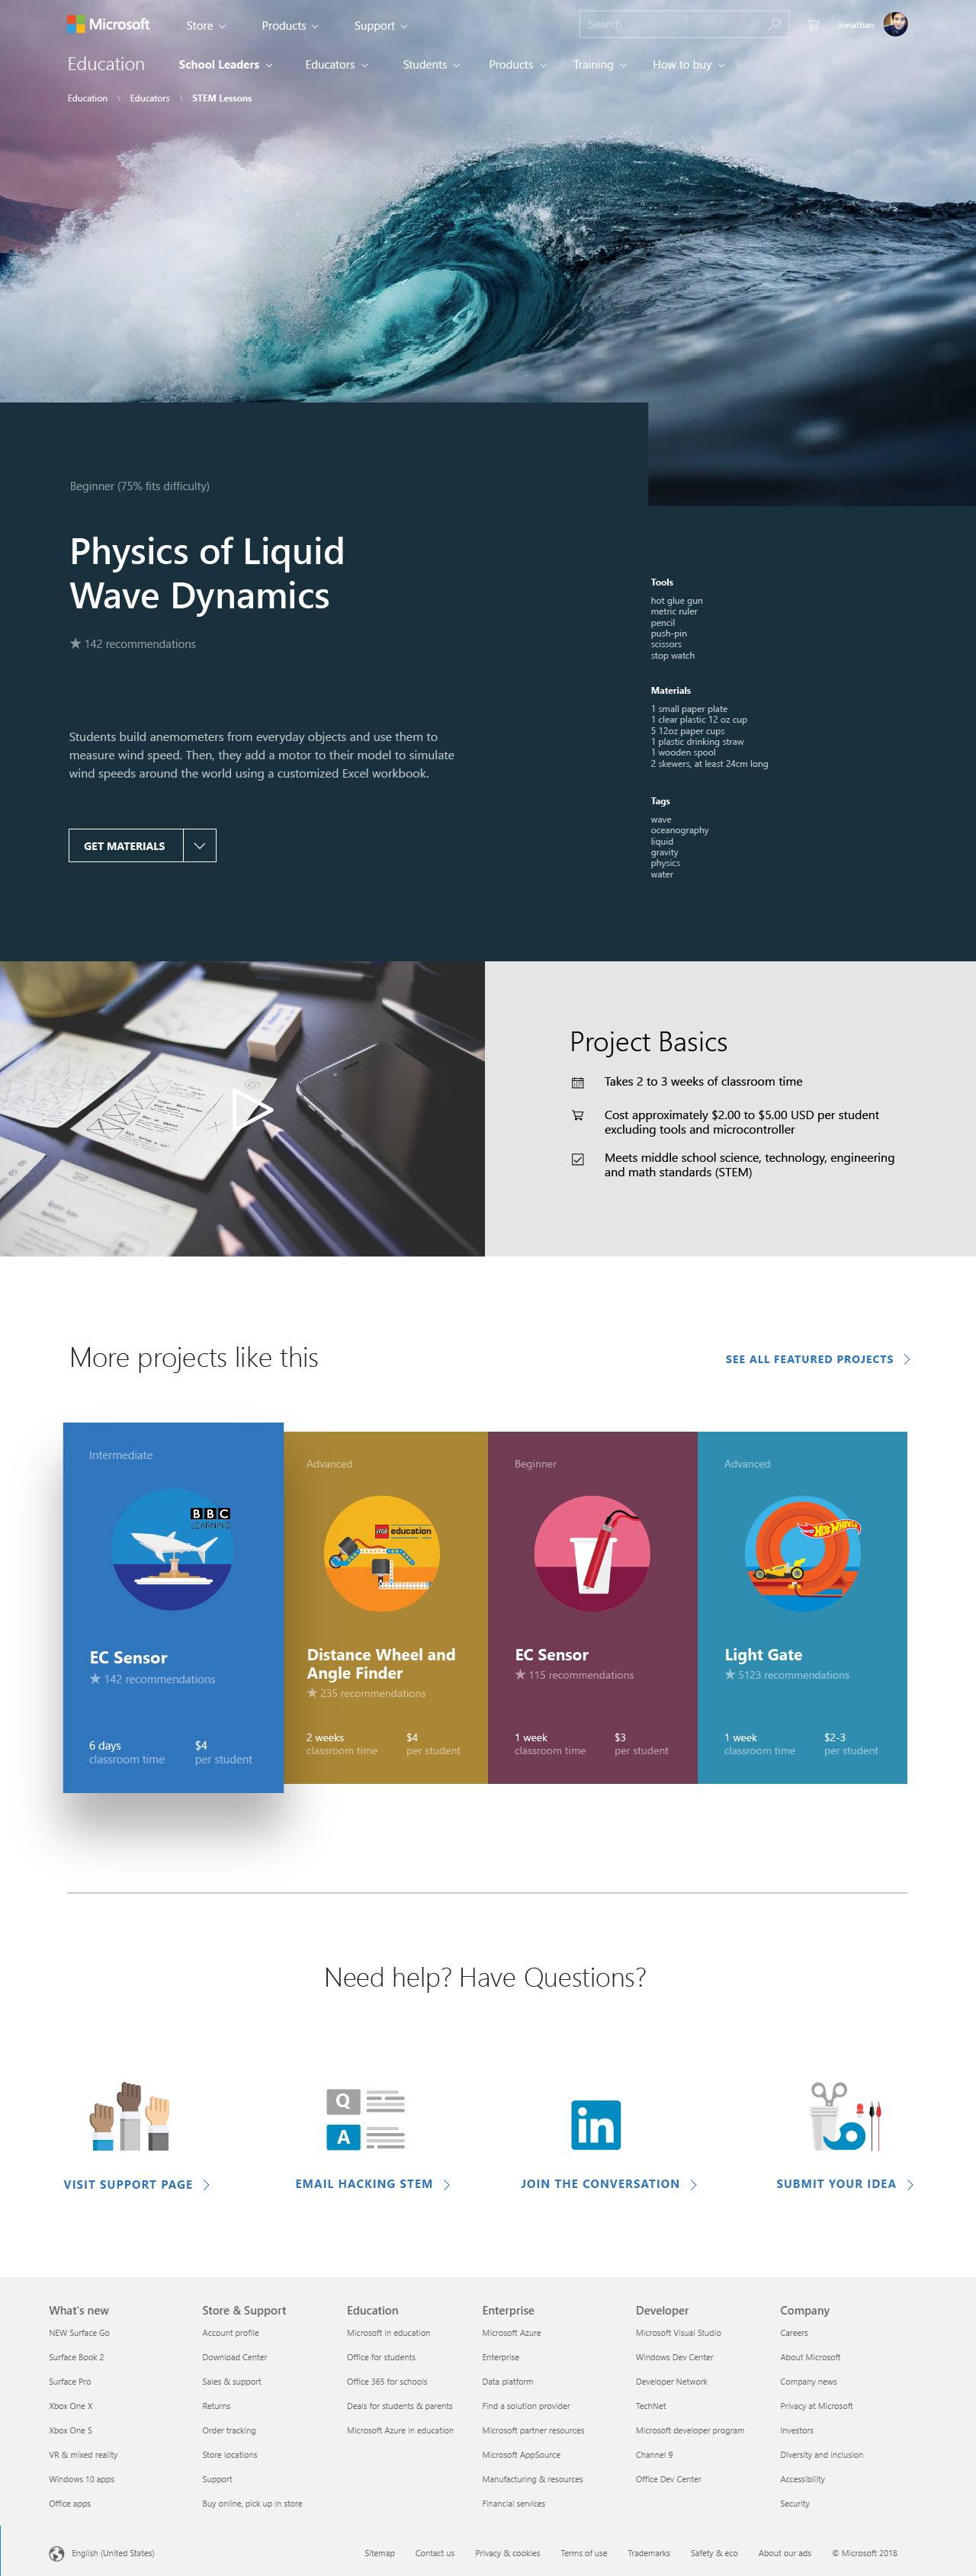 Microsoft
Store
Products
Support
Search
Jonathan
Education
School Leaders
Educators
Students
Products
Training
How to buy
Education \ Educators \ STEM Lessons
Beginner (75% fits difficulty)
Physics of Liquid
Wave Dynamics
142 recommendations
Students build anemometers from everyday objects and use them to
measure wind speed. Then, they add a motor to their model to simulate
wind speeds around the world using a customized Excel workbook.
GET MATERIALS
Tools
hot glue gun
metric ruler
pencil
push-pin
scissors
stop watch
Materials
1 small paper plate
1 clear plastic 12 oz cup
5 12oz paper cups
1 plastic drinking straw
1 wooden spool
2 skewers, at least 24cm long
Tags
wave
oceanography
liquid
gravity
physics
water
Project Basics
Takes 2 to 3 weeks of classroom time
Cost approximately $2.00 to $5.00 USD per student
excluding tools and microcontroller
Meets middle school science, technology, engineering
and math standards (STEM)
More projects like this
SEE ALL FEATURED PROJECTS
Intermediate
BBC
LEARNING
EC Sensor
142 recommendations
6 days
classroom time
$4
per student
Advanced
LEGO education
Distance Wheel and
Angle Finder
235 recommendations
2 weeks
classroom time
$4
per student
Beginner
EC Sensor
115 recommendations
1 week
classroom time
$3
per student
Advanced
HOT WHEELS
Light Gate
5123 recommendations
1 week
classroom time
$2-3
per student
Need help? Have Questions?
Q
A
in
VISIT SUPPORT PAGE
EMAIL HACKING STEM
JOIN THE CONVERSATION
SUBMIT YOUR IDEA
What's new
NEW Surface Go
Surface Book 2
Surface Pro
Xbox One X
Xbox One S
VR & mixed reality
Windows 10 apps
Office apps
Store & Support
Account profile
Download Center
Sales & support
Returns
Order tracking
Store locations
Support
Buy online, pick up in store
Education
Microsoft in education
Office for students
Office 365 for schools
Deals for students & parents
Microsoft Azure in education
Enterprise
Microsoft Azure
Enterprise
Data platform
Find a solution provider
Microsoft partner resources
Microsoft AppSource
Manufacturing & resources
Financial services
Developer
Microsoft Visual Studio
Windows Dev Center
Developer Network
TechNet
Microsoft developer program
Channel 9
Office Dev Center
Company
Careers
About Microsoft
Company news
Privacy at Microsoft
Investors
Diversity and inclusion
Accessibility
Security
English (United States)
Sitemap
Contact us
Privacy & cookies
Terms of use
Trademarks
Safety & eco
About our ads
© Microsoft 2018